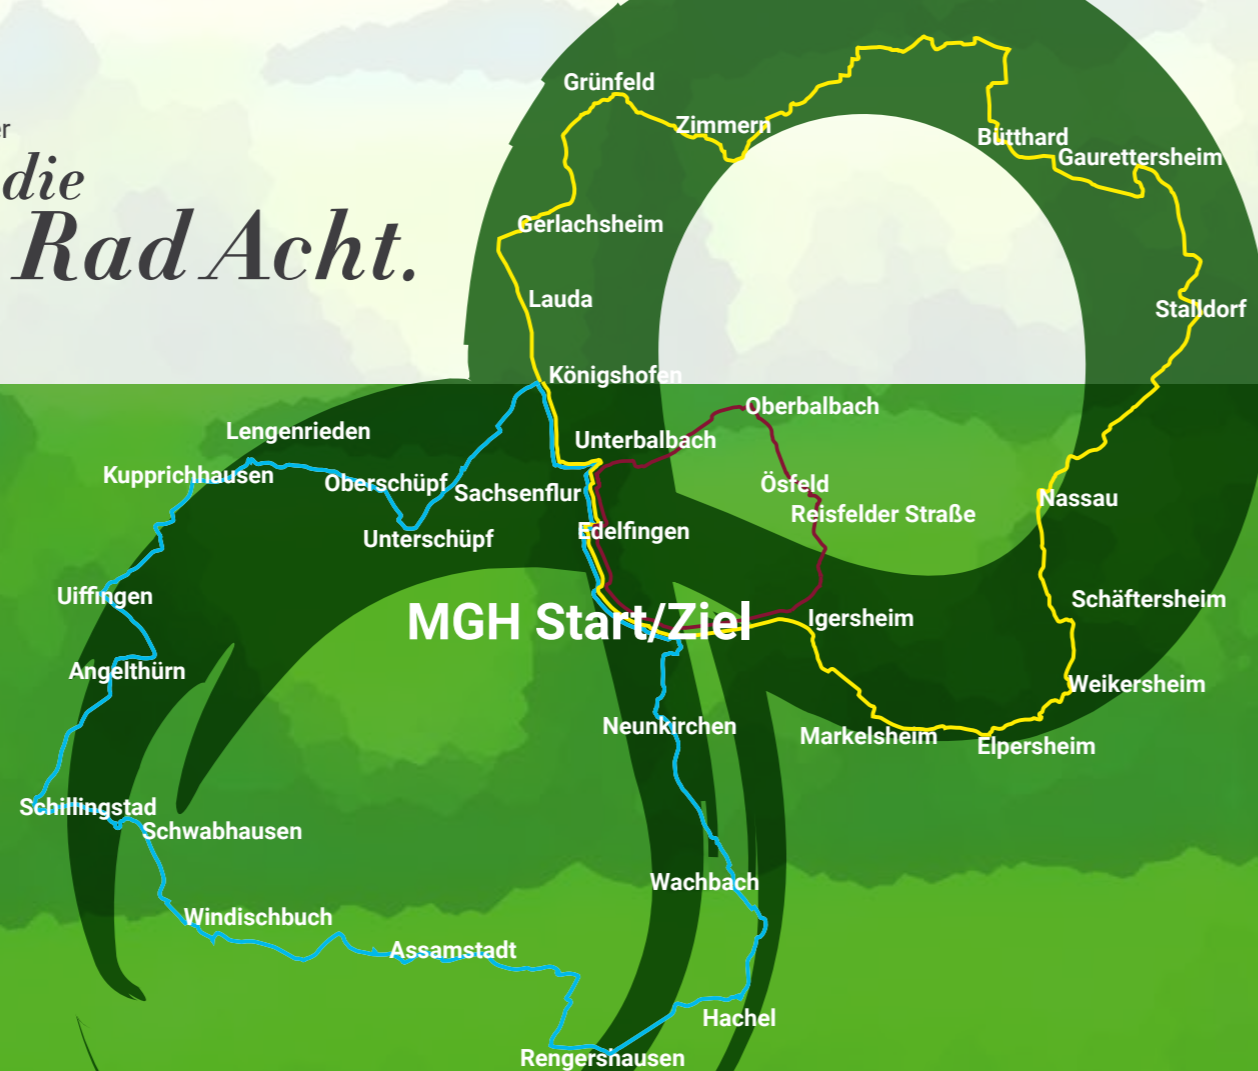 er
die
Rad Acht.
Grünfeld
Zimmern
Bütthard
Gaurettersheim
Gerlachsheim
Lauda
Stalldorf
Königshofen
Oberbalbach
Lengenrieden
Unterbalbach
Kupprichhausen
Oberschüpf
Sachsenflur
Ösfeld
Nassau
Reisfelder Straße
Unterschüpf
Edelfingen
Uiffingen
MGH Start/Ziel
Igersheim
Schäftersheim
Angelthürn
Weikersheim
Neunkirchen
Markelsheim
Elpersheim
Schillingstad
Schwabhausen
Wachbach
Windischbuch
Assamstadt
Hachel
Rengershausen